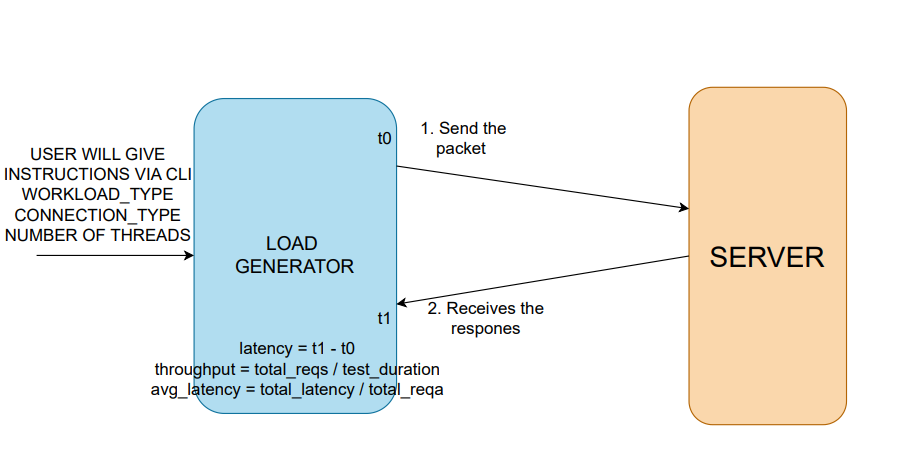 USER WILL GIVE
INSTRUCTIONS VIA CLI
WORKLOAD_TYPE
CONNECTION_TYPE
NUMBER OF THREADS
t0
LOAD
GENERATOR
t1
latency = t1 - t0
throughput = total_reqs / test_duration
avg_latency = total_latency / total_reqa
1. Send the
packet
2. Receives the
respones
SERVER